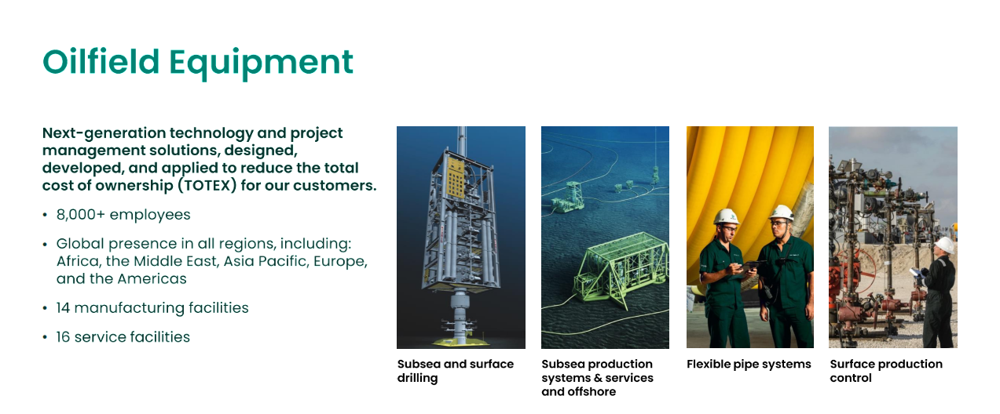 Oilfield Equipment
Next-generation technology and project
management solutions, designed,
developed, and applied to reduce the total
cost of ownership (TOTEX) for our customers.
• 8,000+ employees
• Global presence in all regions, including:
Africa, the Middle East, Asia Pacific, Europe,
and the Americas
• 14 manufacturing facilities
• 16 service facilities
Subsea and surface
drilling
Subsea production
systems & services
and offshore
Flexible pipe systems
Surface production
control